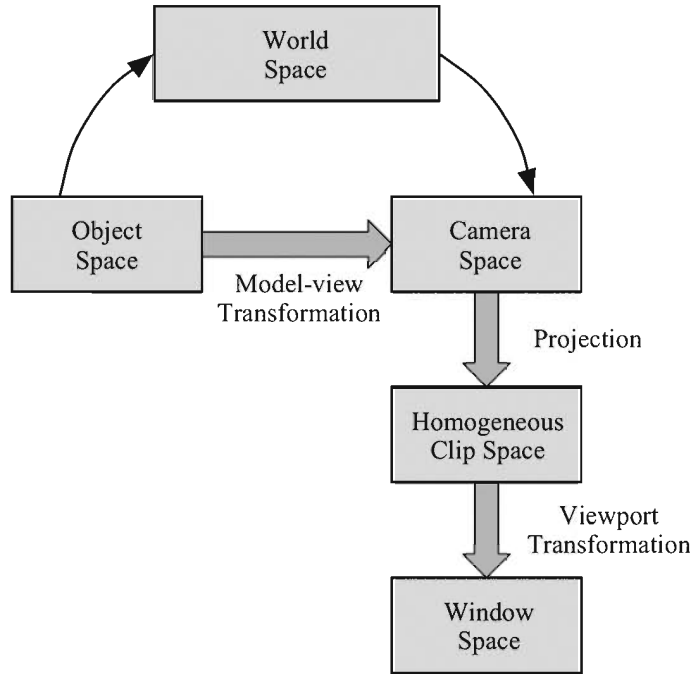 World
Space
Object
Space
Camera
Space
Model-view
Transformation
Projection
Homogeneous
Clip Space
Viewport
Transformation
Window
Space